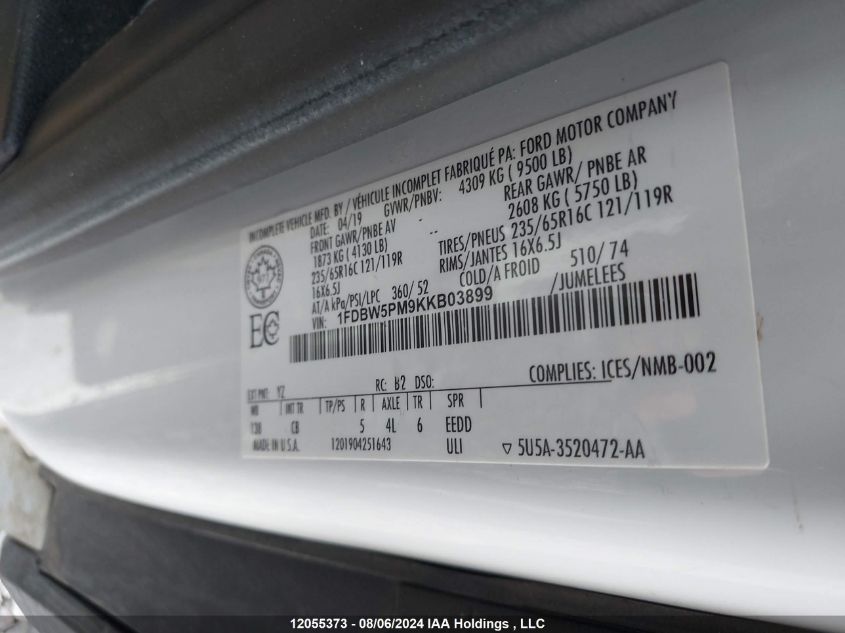 INCOMPLETE VEHICLE MFD. BY / VÉHICULE INCOMPLET FABRIQUÉ PA: FORD MOTOR COMPANY
DATE: 04/19 GVWR/PNBV: 4309 KG ( 9500 LB)
FRONT GAWR/PNBE AV REAR GAWR/ PNBE AR
1873 KG ( 4130 LB) -- 2608 KG ( 5750 LB)
235/65R16C 121/119R TIRES/PNEUS 235/65R16C 121/119R
16X6.5J RIMS/JANTES 16X6.5J
AT/A kPa/PSI/LPC 360/ 52 COLD/A FROID 510/ 74
VIN: 1FDBW5PM9KKB03899 /JUMELEES
EC
COMPLIES: ICES/NMB-002
EXT PNT: YZ RC: B2 DSO:
WB INT TR TP/PS R AXLE TR SPR
138 CB 5 4L 6 EEDD
MADE IN U.S.A. 1201904251643 ULI ▽ 5U5A-3520472-AA
12055373 - 08/06/2024 IAA Holdings , LLC